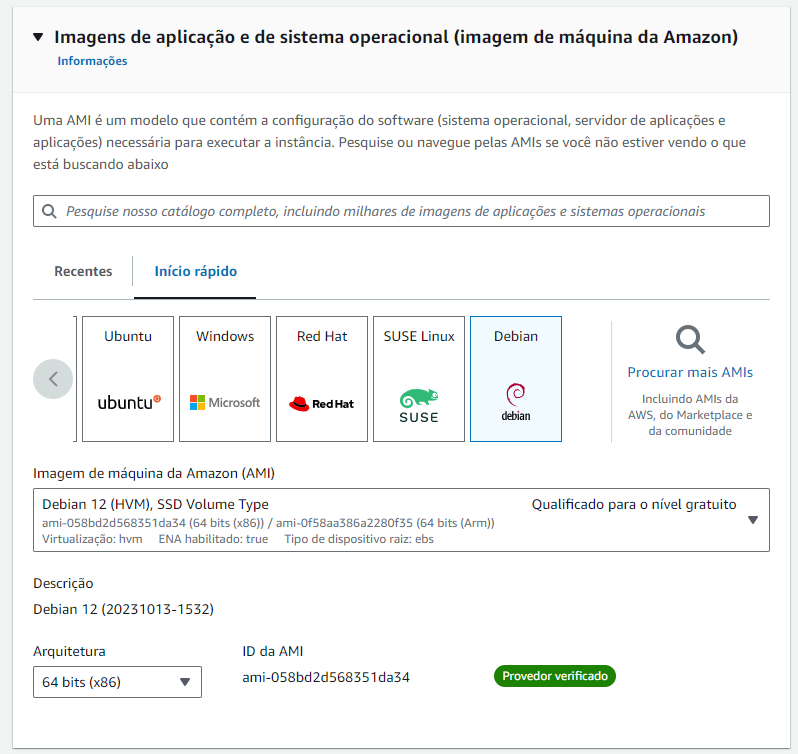 Imagens de aplicação e de sistema operacional (imagem de máquina da Amazon)
Informações
Uma AMI é um modelo que contém a configuração do software (sistema operacional, servidor de aplicações e
aplicações) necessária para executar a instância. Pesquise ou navegue pelas AMIs se você não estiver vendo o que
está buscando abaixo
Pesquise nosso catálogo completo, incluindo milhares de imagens de aplicações e sistemas operacionais
Recentes
Início rápido
Ubuntu
ubuntu
Windows
Microsoft
Red Hat
Red Hat
SUSE Linux
SUSE
Debian
debian
Procurar mais AMIs
Incluindo AMIs da
AWS, do Marketplace e
da comunidade
Imagem de máquina da Amazon (AMI)
Debian 12 (HVM), SSD Volume Type
Qualificado para o nível gratuito
ami-058bd2d568351da34 (64 bits (x86)) / ami-0f58aa386a2280f35 (64 bits (Arm))
Virtualização: hvm ENA habilitado: true Tipo de dispositivo raiz: ebs
Descrição
Debian 12 (20231013-1532)
Arquitetura
64 bits (x86)
ID da AMI
ami-058bd2d568351da34
Provedor verificado